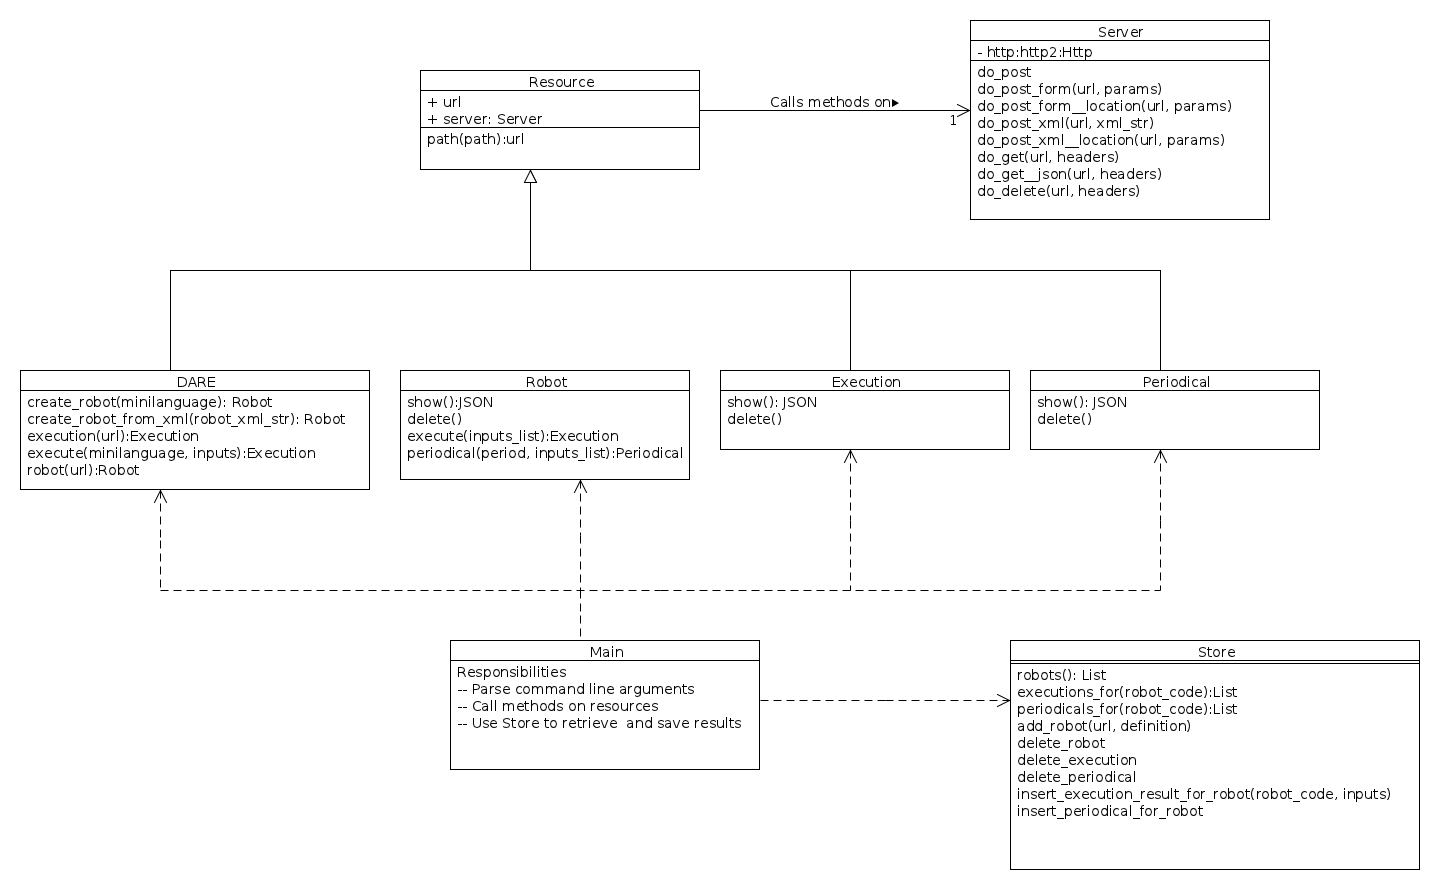 Server
- http:http2:Http
do_post
do_post_form(url, params)
do_post_form__location(url, params)
do_post_xml(url, xml_str)
do_post_xml__location(url, params)
do_get(url, headers)
do_get__json(url, headers)
do_delete(url, headers)
Resource
+ url
+ server: Server
path(path):url
Calls methods on▶
1
DARE
create_robot(minilanguage): Robot
create_robot_from_xml(robot_xml_str): Robot
execution(url):Execution
execute(minilanguage, inputs):Execution
robot(url):Robot
Robot
show():JSON
delete()
execute(inputs_list):Execution
periodical(period, inputs_list):Periodical
Execution
show(): JSON
delete()
Periodical
show(): JSON
delete()
Main
Responsibilities
-- Parse command line arguments
-- Call methods on resources
-- Use Store to retrieve  and save results
Store
robots(): List
executions_for(robot_code):List
periodicals_for(robot_code):List
add_robot(url, definition)
delete_robot
delete_execution
delete_periodical
insert_execution_result_for_robot(robot_code, inputs)
insert_periodical_for_robot